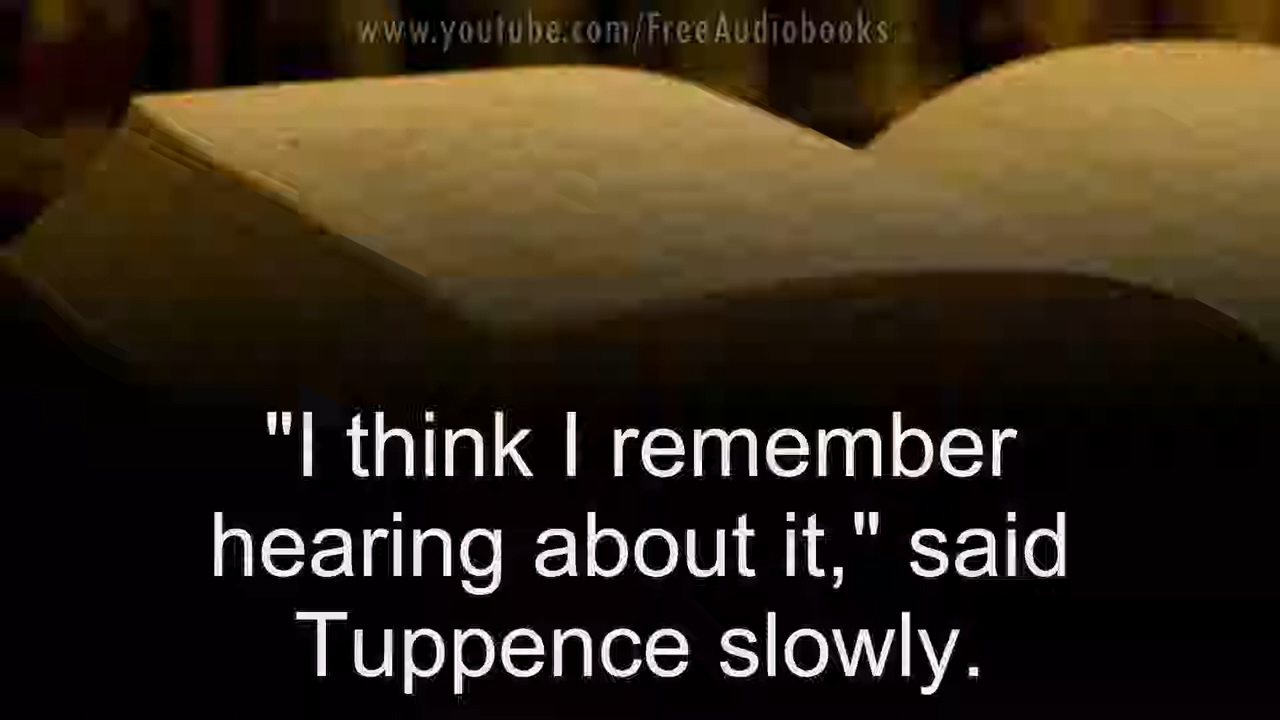 www.youtube.com/FreeAudiobooks
"I think I remember
hearing about it," said
Tuppence slowly.